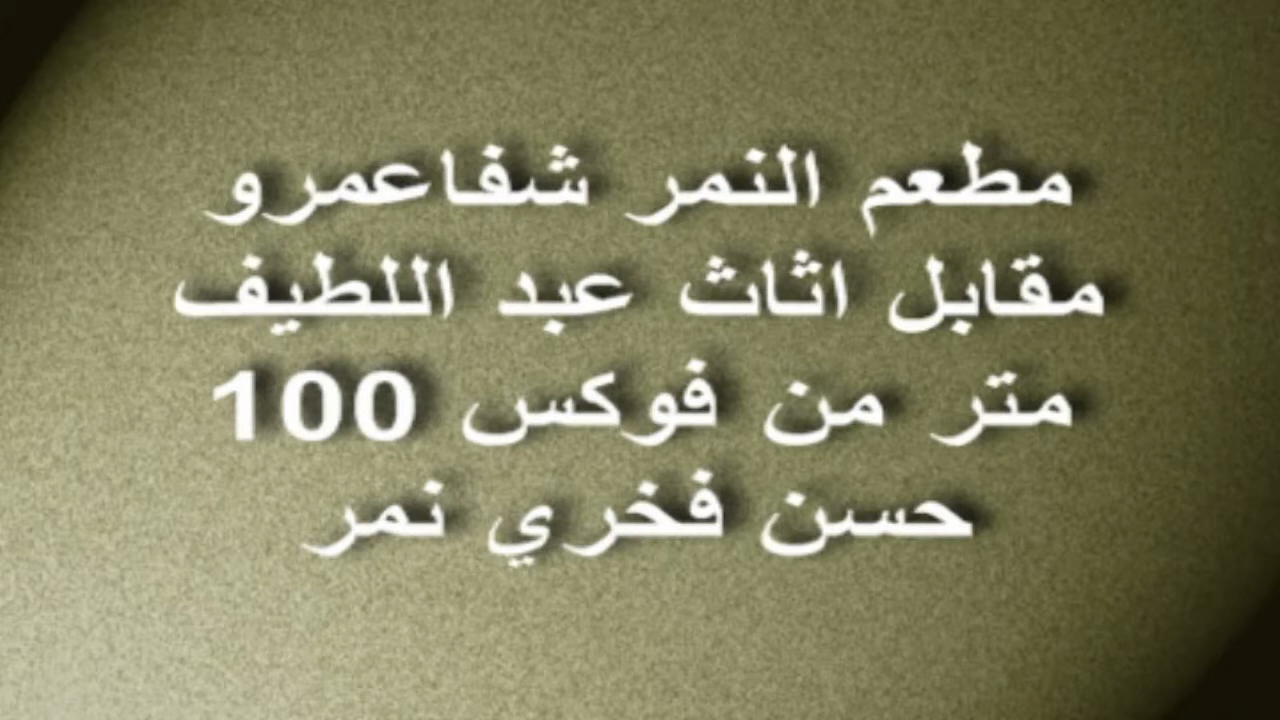 مطعم النمر شفاعمرو
مقابل اثاث عبد اللطيف
متر من فوكس 100
حسن فخري نمر